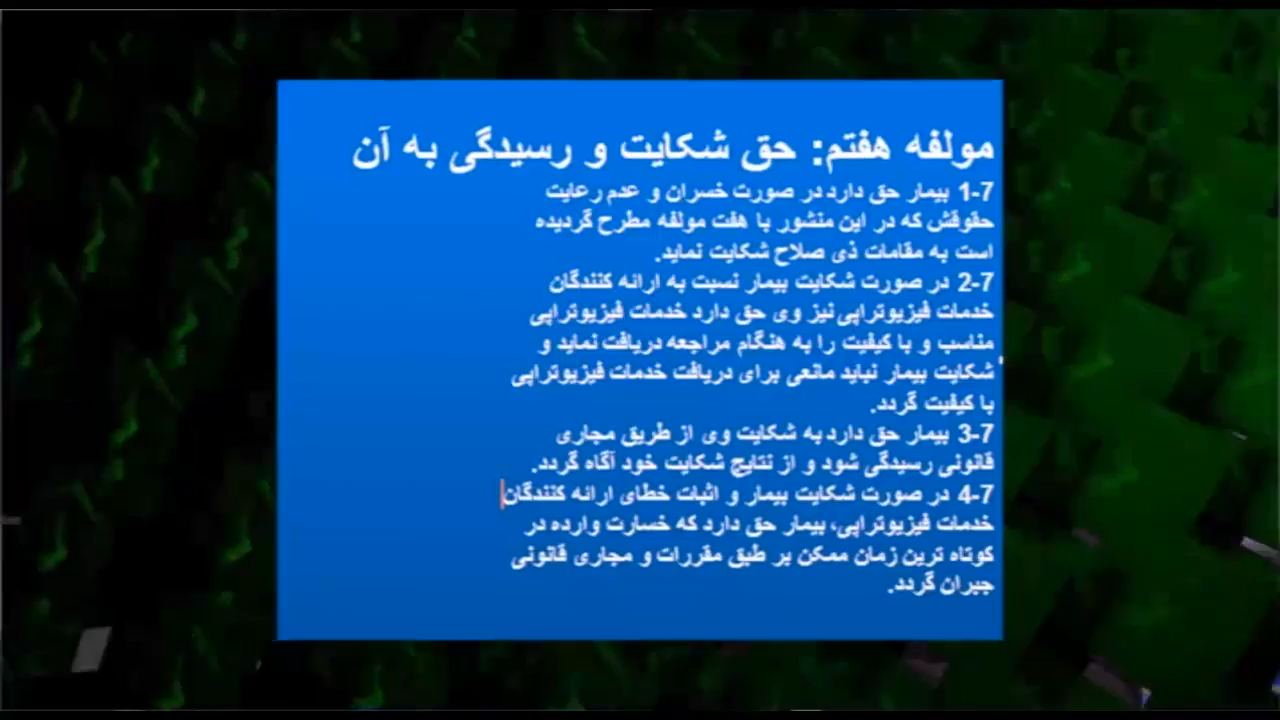 مولفه هفتم: حق شکایت و رسیدگی به آن
7-1 بیمار حق دارد در صورت خسران و عدم رعایت
حقوقش که در این منشور با هفت مولفه مطرح گردیده
است به مقامات ذی صلاح شکایت نماید.
7-2 در صورت شکایت بیمار نسبت به ارائه کنندگان
خدمات فیزیوتراپی نیز وی حق دارد خدمات فیزیوتراپی
مناسب و با کیفیت را به هنگام مراجعه دریافت نماید و
شکایت بیمار نباید مانعی برای دریافت خدمات فیزیوتراپی
با کیفیت گردد.
7-3 بیمار حق دارد به شکایت وی از طریق مجاری
قانونی رسیدگی شود و از نتایج شکایت خود آگاه گردد.
7-4 در صورت شکایت بیمار و اثبات خطای ارائه کنندگان
خدمات فیزیوتراپی، بیمار حق دارد که خسارت وارده در
کوتاه ترین زمان ممکن بر طبق مقررات و مجاری قانونی
جبران گردد.